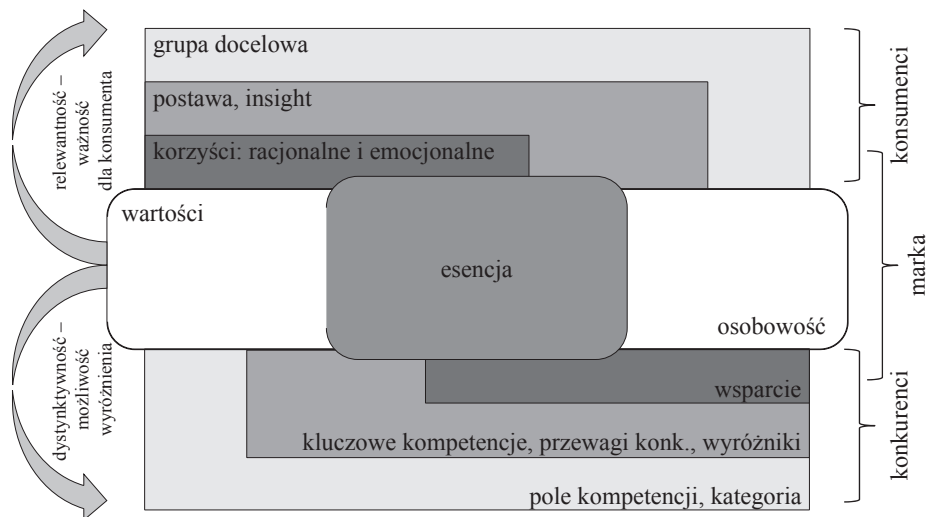 grupa docelowa
postawa, insight
korzyści: racjonalne i emocjonalne
wartości
esencja
osobowość
wsparcie
kluczowe kompetencje, przewagi konk., wyróżniki
pole kompetencji, kategoria
relewantność –
ważność
dla konsumenta
dystynktywność –
możliwość
wyróżnienia
konsumenci
marka
konkurenci